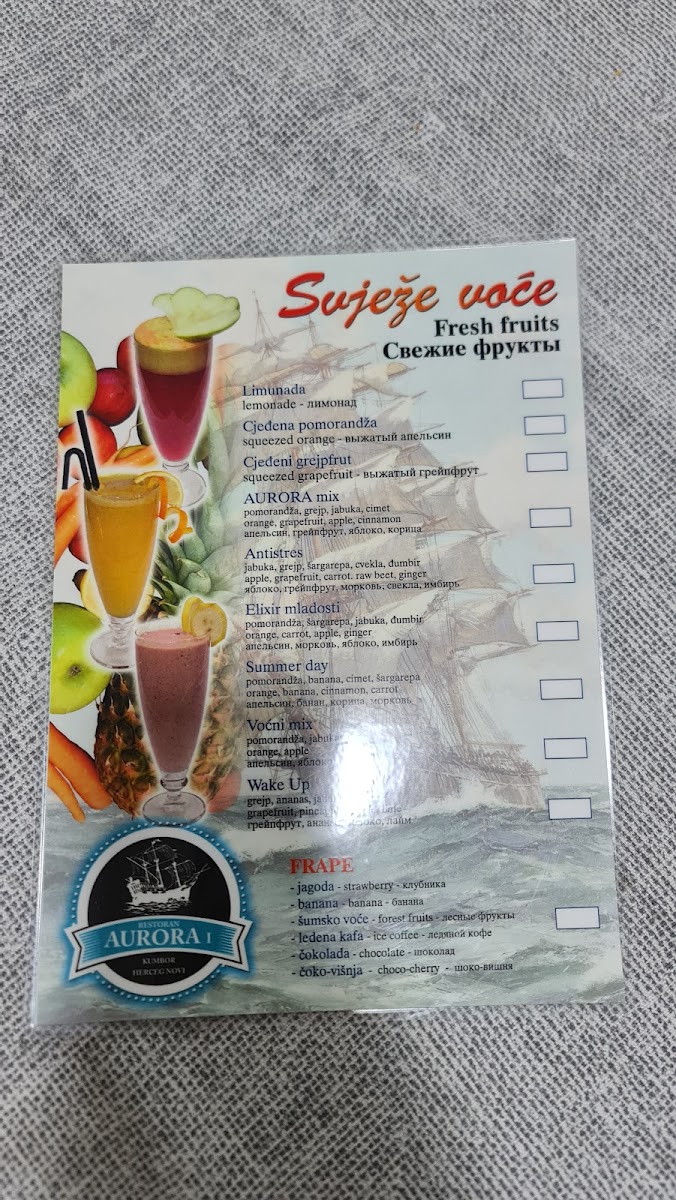 Svježe voće
Fresh fruits
Свежие фрукты
Limunada
lemonade - лимонад
Cjeđena pomorandža
squeezed orange - выжатый апельсин
Cjeđeni grejpfrut
squeezed grapefruit - выжатый грейпфрут
AURORA mix
pomorandža, grejp, jabuka, cimet
orange, grapefruit, apple, cinnamon
апельсин, грейпфрут, яблоко, корица
Antistres
jabuka, grejp, šargarepa, cvekla, đumbir
apple, grapefruit, carrot. raw beet, ginger
яблоко, грейпфрут, морковь, свекла, имбирь
Elixir mladosti
pomorandža, šargarepa, jabuka, đumbir
orange, carrot, apple, ginger
апельсин, морковь, яблоко, имбирь
Summer day
pomorandža, banana, cimet, šargarepa
orange, banana, cinnamon, carrot
апельсин, банан, корица, морковь
Voćni mix
pomorandža,
orange, apple
апельсин,
Wake Up
grejp, ananas,
grapefruit,
грейпфрут, лайм
FRAPE
- jagoda - strawberry - клубника
- banana - banana - банана
- šumsko voće - forest fruits - лесные фрукты
- ledena kafa - ice coffee - ледяной кофе
- čokolada - chocolate - шоколад
- čoko-višnja - choco-cherry - шоко-вишня
RESTORAN
AURORA I
KUMBOR
HERCEG NOVI